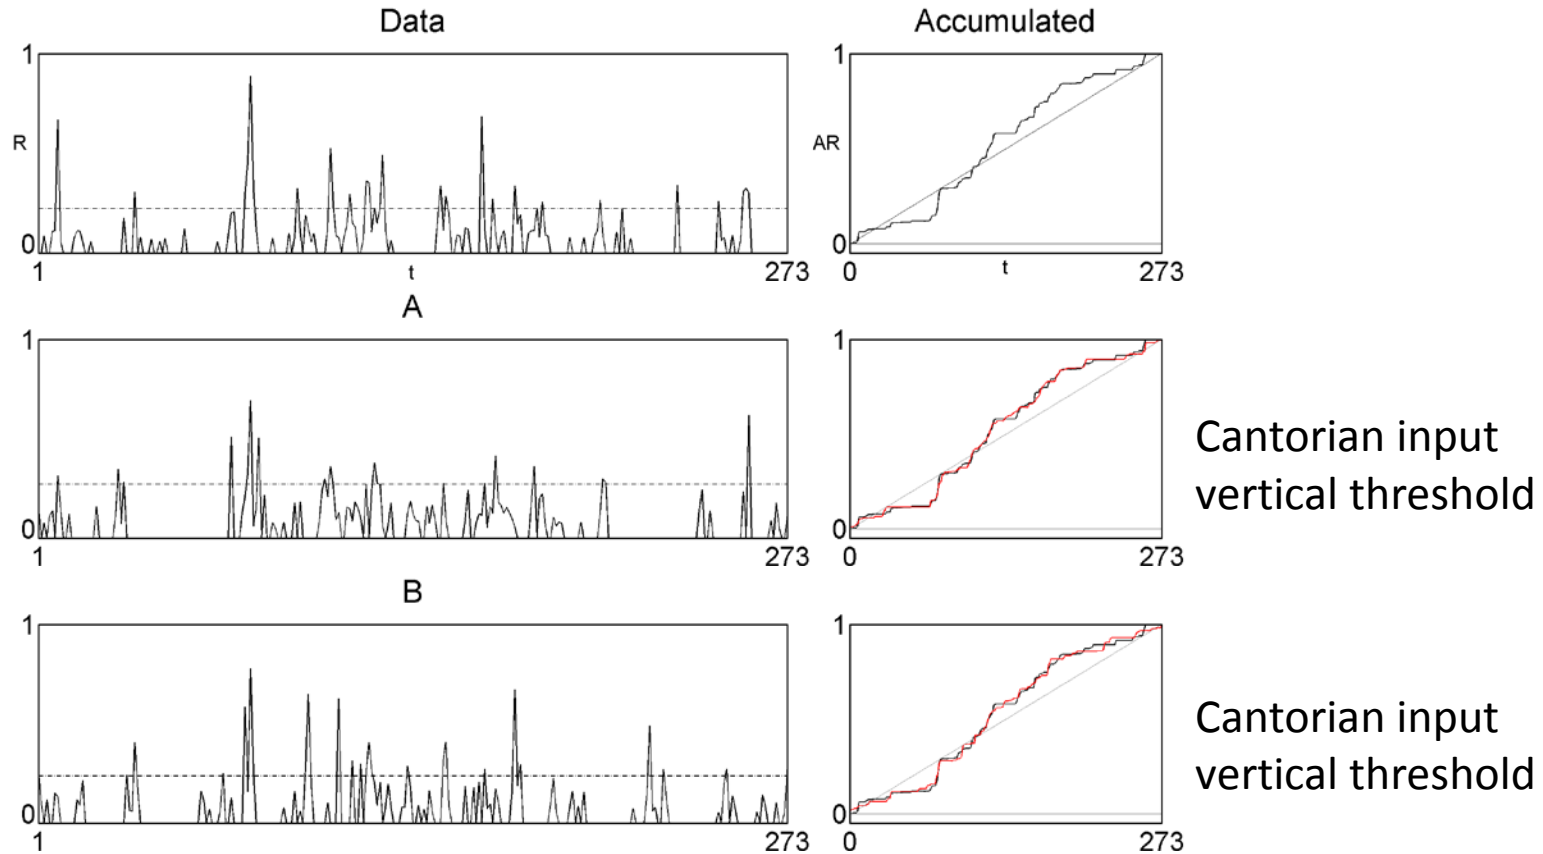 Data
Accumulated
1
R
0
1
t
273
1
AR
0
0
t
273
A
1
0
1
273
1
0
0
273
Cantorian input
vertical threshold
B
1
0
1
273
1
0
0
273
Cantorian input
vertical threshold